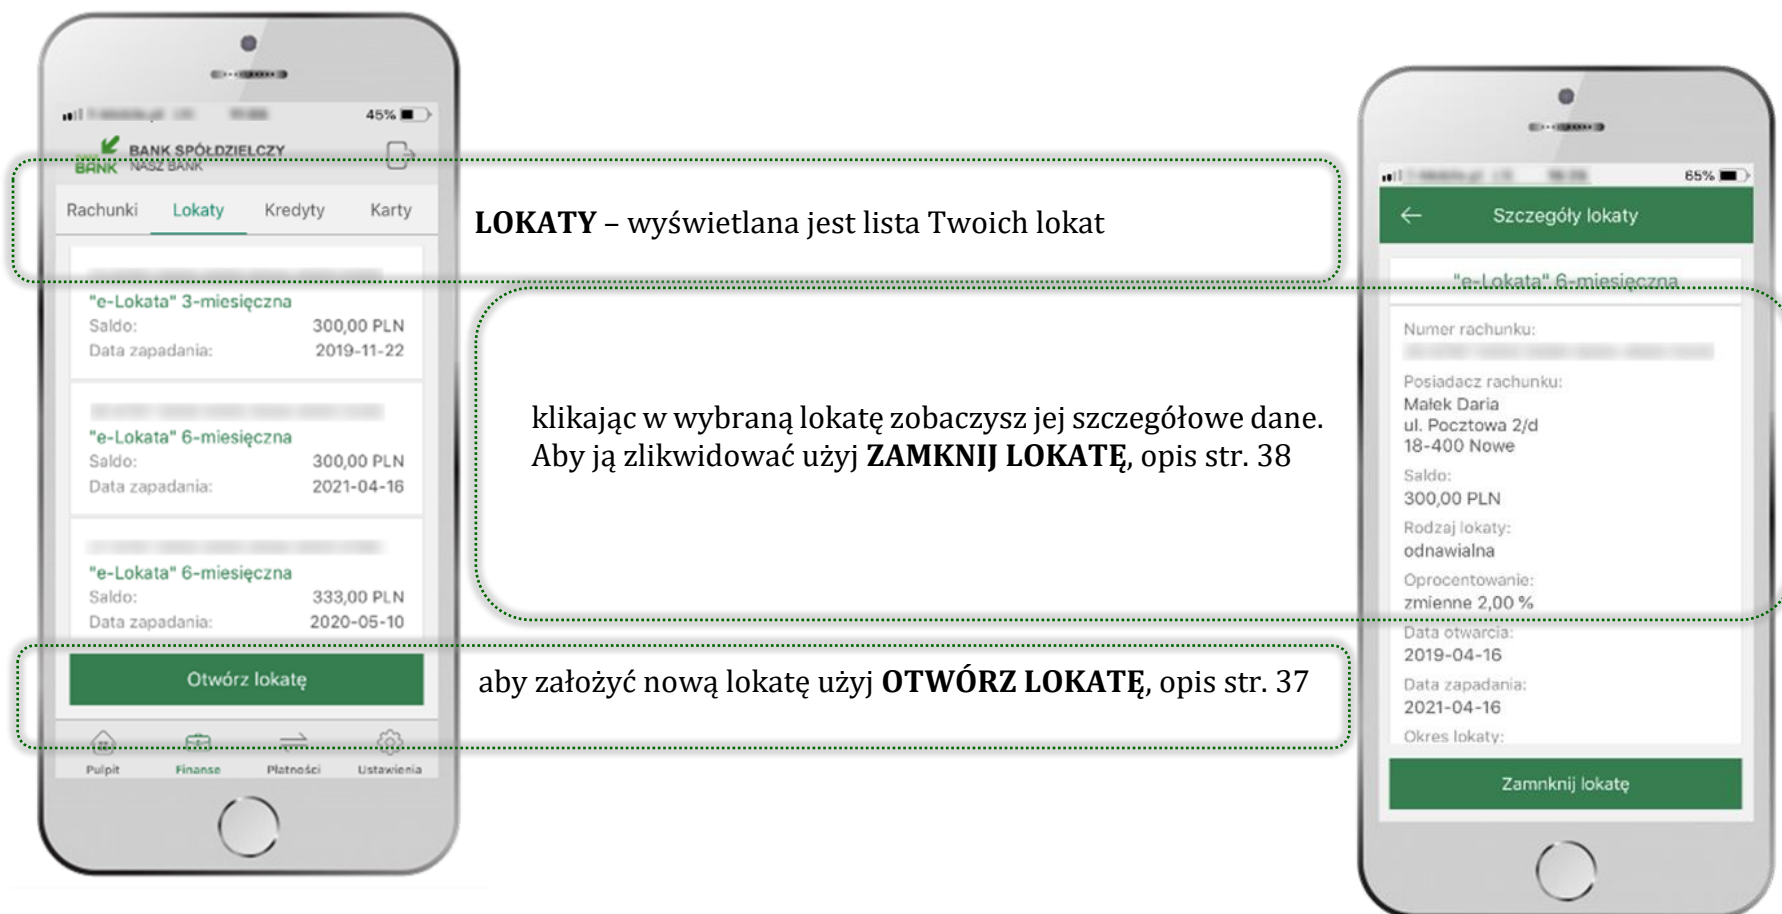 45%
BANK SPÓŁDZIELCZY
BANK NASZ BANK
Rachunki Lokaty Kredyty Karty
"e-Lokata" 3-miesięczna
Saldo: 300,00 PLN
Data zapadania: 2019-11-22
"e-Lokata" 6-miesięczna
Saldo: 300,00 PLN
Data zapadania: 2021-04-16
"e-Lokata" 6-miesięczna
Saldo: 333,00 PLN
Data zapadania: 2020-05-10
Otwórz lokatę
Pulpit Finanse Płatności Ustawienia
LOKATY – wyświetlana jest lista Twoich lokat
klikając w wybraną lokatę zobaczysz jej szczegółowe dane.
Aby ją zlikwidować użyj ZAMKNIJ LOKATĘ, opis str. 38
aby założyć nową lokatę użyj OTWÓRZ LOKATĘ, opis str. 37
65%
Szczegóły lokaty
"e-Lokata" 6-miesięczna
Numer rachunku:
Posiadacz rachunku:
Małek Daria
ul. Pocztowa 2/d
18-400 Nowe
Saldo:
300,00 PLN
Rodzaj lokaty:
odnawialna
Oprocentowanie:
zmienne 2,00 %
Data otwarcia:
2019-04-16
Data zapadania:
2021-04-16
Okres lokaty:
Zamnknij lokatę